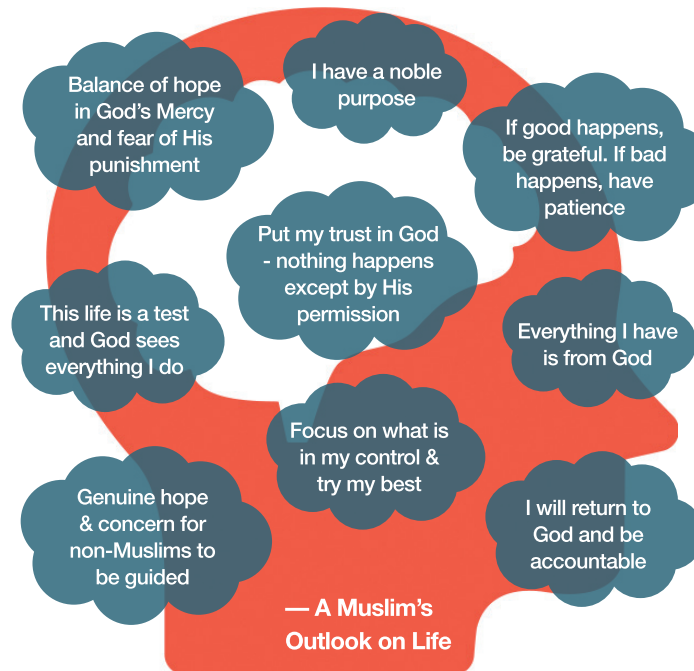 Balance of hope
in God's Mercy
and fear of His
punishment
I have a noble
purpose
If good happens,
be grateful. If bad
happens, have
patience
Put my trust in God
- nothing happens
except by His
permission
This life is a test
and God sees
everything I do
Everything I have
is from God
Focus on what is
in my control &
try my best
Genuine hope
& concern for
non-Muslims to
be guided
I will return to
God and be
accountable
— A Muslim's
Outlook on Life